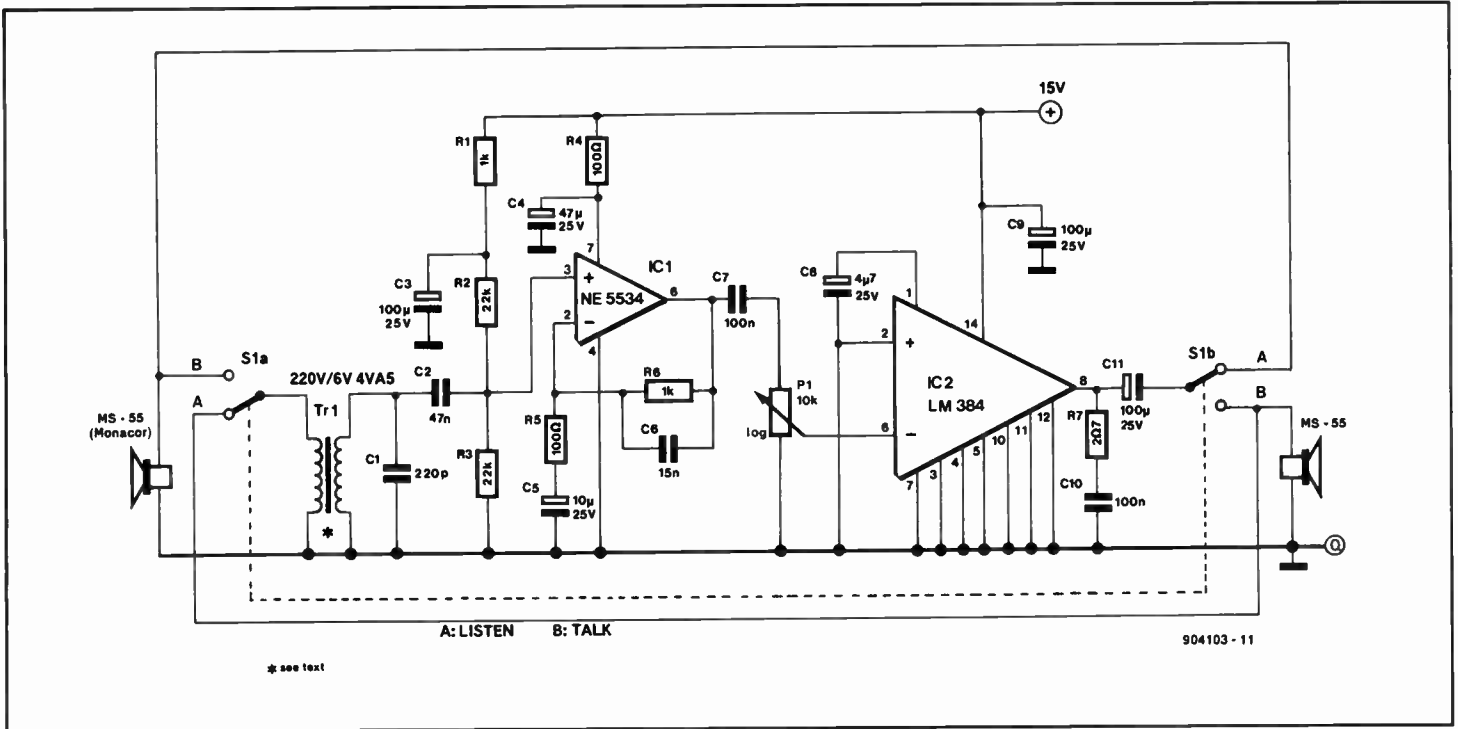 15V
+
R1
1k
R4
100Ω
C4
47µ
25V
7
C3
100µ
25V
R2
22k
3
+
IC1
NE 5534
6
2
−
4
C7
100n
C8
4µ7
25V
1
C9
100µ
25V
14
2
+
IC2
LM 384
8
6
−
12
11
10
5
4
3
7
C11
100µ
25V
S1b
A
B
R7
2Ω7
C10
100n
MS - 55
B
S1a
A
MS - 55
(Monacor)
220V/6V 4VA5
Tr1
*
C1
220p
C2
47n
R3
22k
R5
100Ω
R6
1k
C6
15n
C5
10µ
25V
P1
10k
log
A: LISTEN B: TALK
904103 - 11
* see text